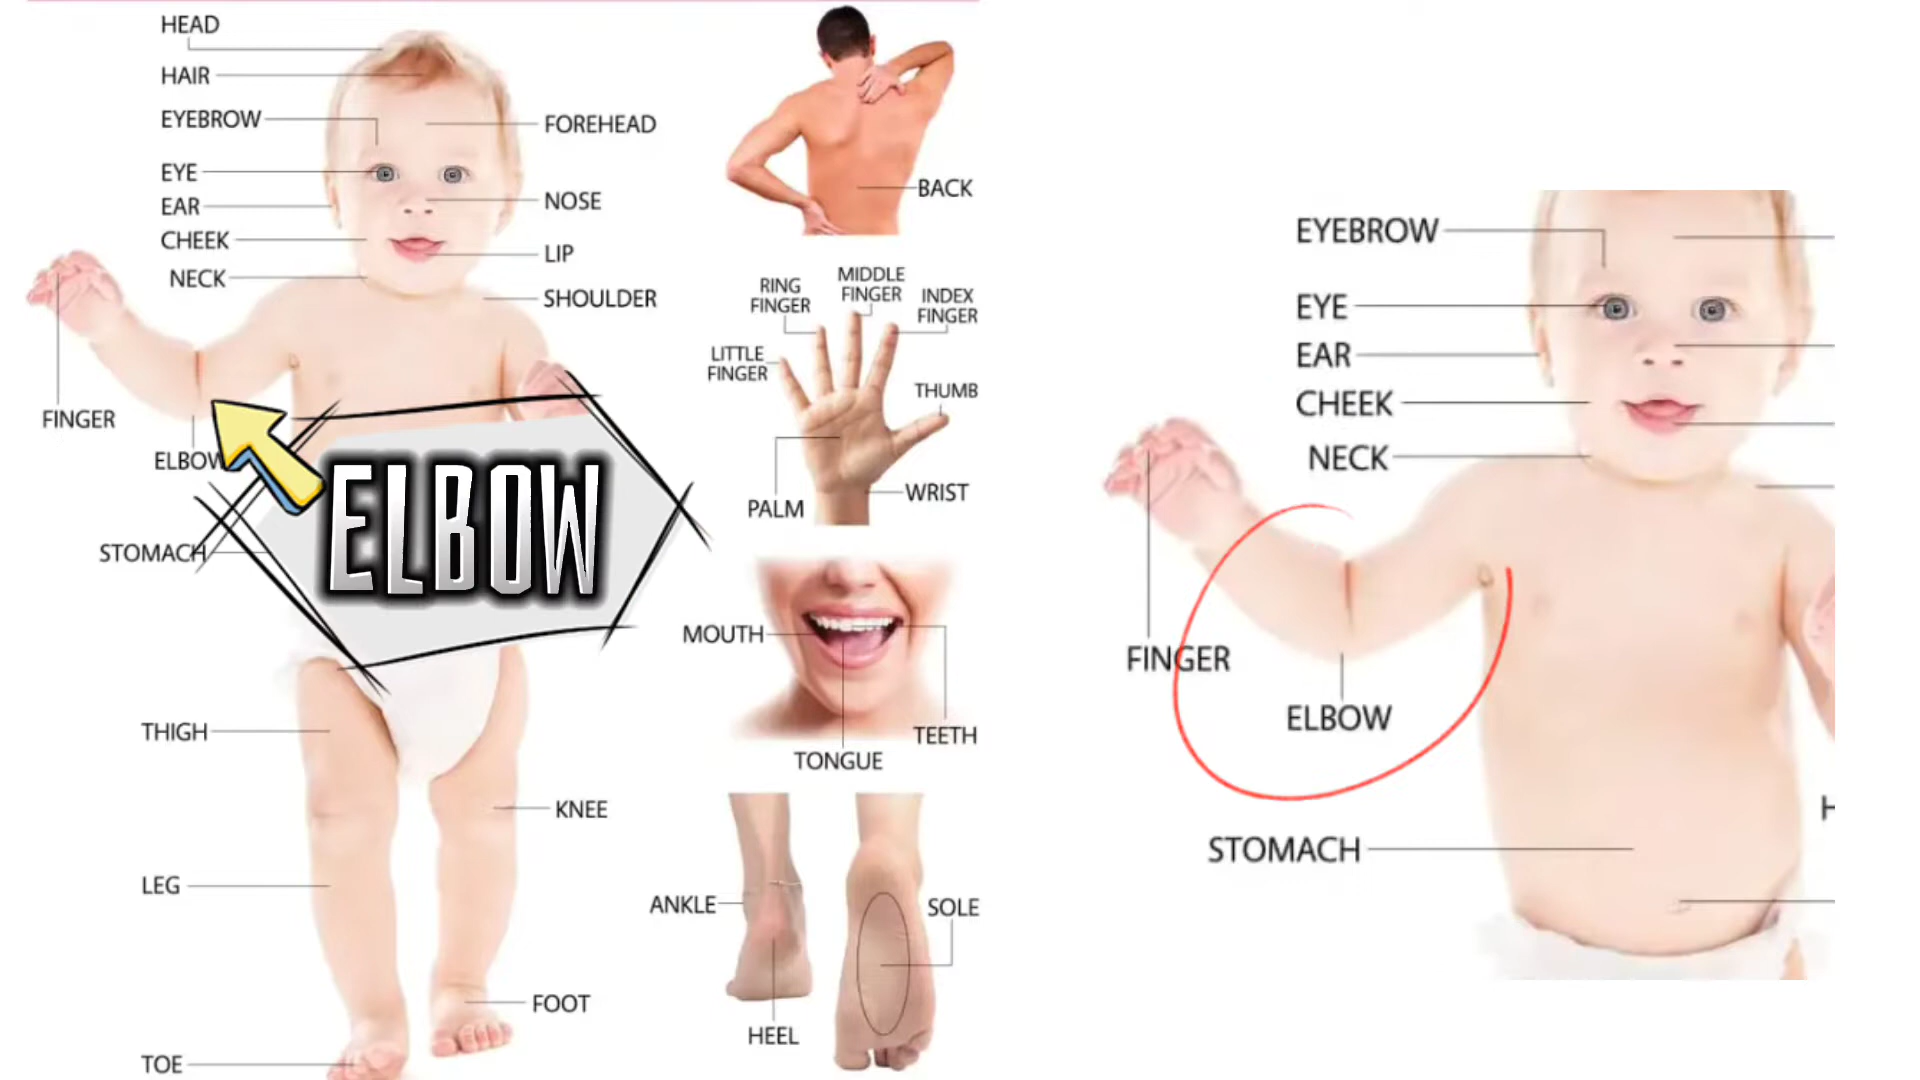 HEAD
HAIR
EYEBROW
FOREHEAD
EYE
NOSE
EAR
CHEEK
LIP
NECK
SHOULDER
FINGER
ELBOW
ELBOW
STOMACH
THIGH
KNEE
LEG
FOOT
TOE
BACK
RING
FINGER
MIDDLE
FINGER
INDEX
FINGER
LITTLE
FINGER
THUMB
PALM
WRIST
MOUTH
TEETH
TONGUE
ANKLE
SOLE
HEEL
EYEBROW
EYE
EAR
CHEEK
NECK
FINGER
ELBOW
H
STOMACH